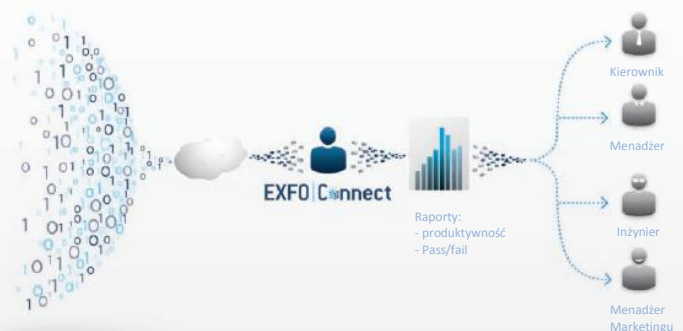 EXFO Connect
Raporty:
- produktywność
- Pass/fail
Kierownik
Menadżer
Inżynier
Menadżer
Marketingu